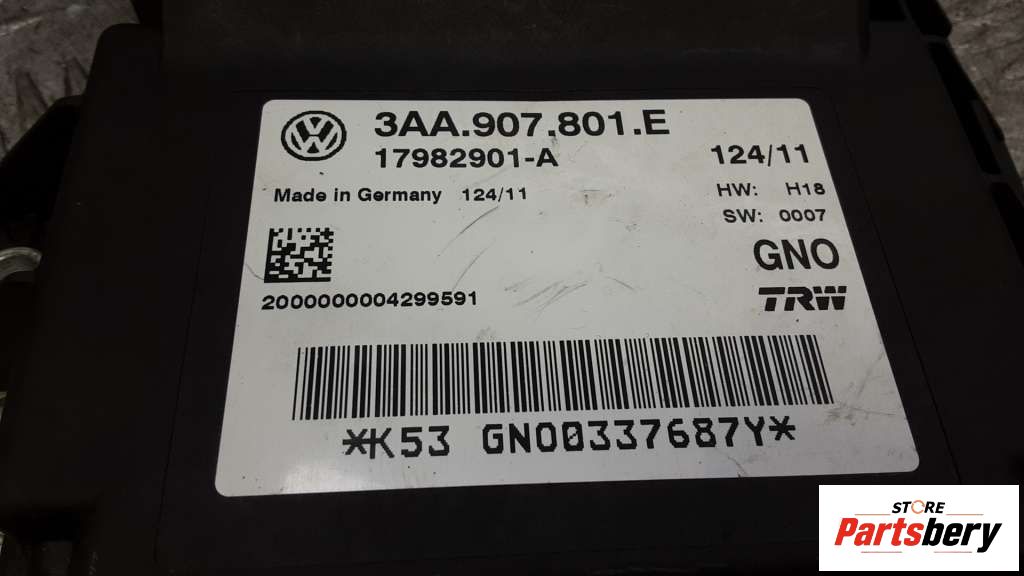 3AA.907.801.E
17982901-A
124/11
Made in Germany 124/11
HW: H18
SW: 0007
GNO
2000000004299591
TRW
*K53 GNO0337687Y*
STORE
Partsbery